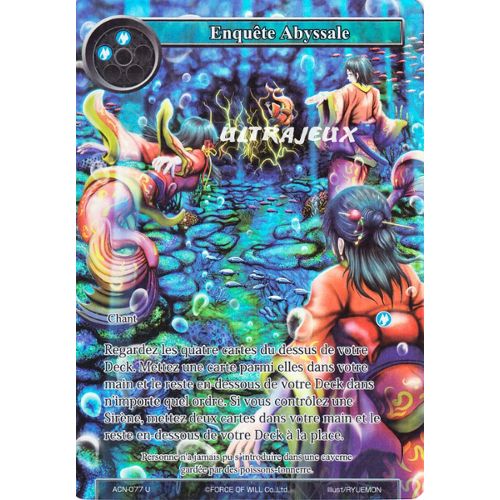 Enquête Abyssale
ULTRAJEUX
Chant
Regardez les quatre cartes du dessus de votre
Deck. Mettez une carte parmi elles dans votre
main et le reste en dessous de votre Deck dans
n'importe quel ordre. Si vous contrôlez une
Sirène, mettez deux cartes dans votre main et le
reste en dessous de votre Deck à la place.
Personne n'a jamais pu s'introduire dans une caverne
gardée par des poissons-tonnerre.
ACN-077 U ©FORCE OF WILL Co.,Ltd. Illust/RYUEMON